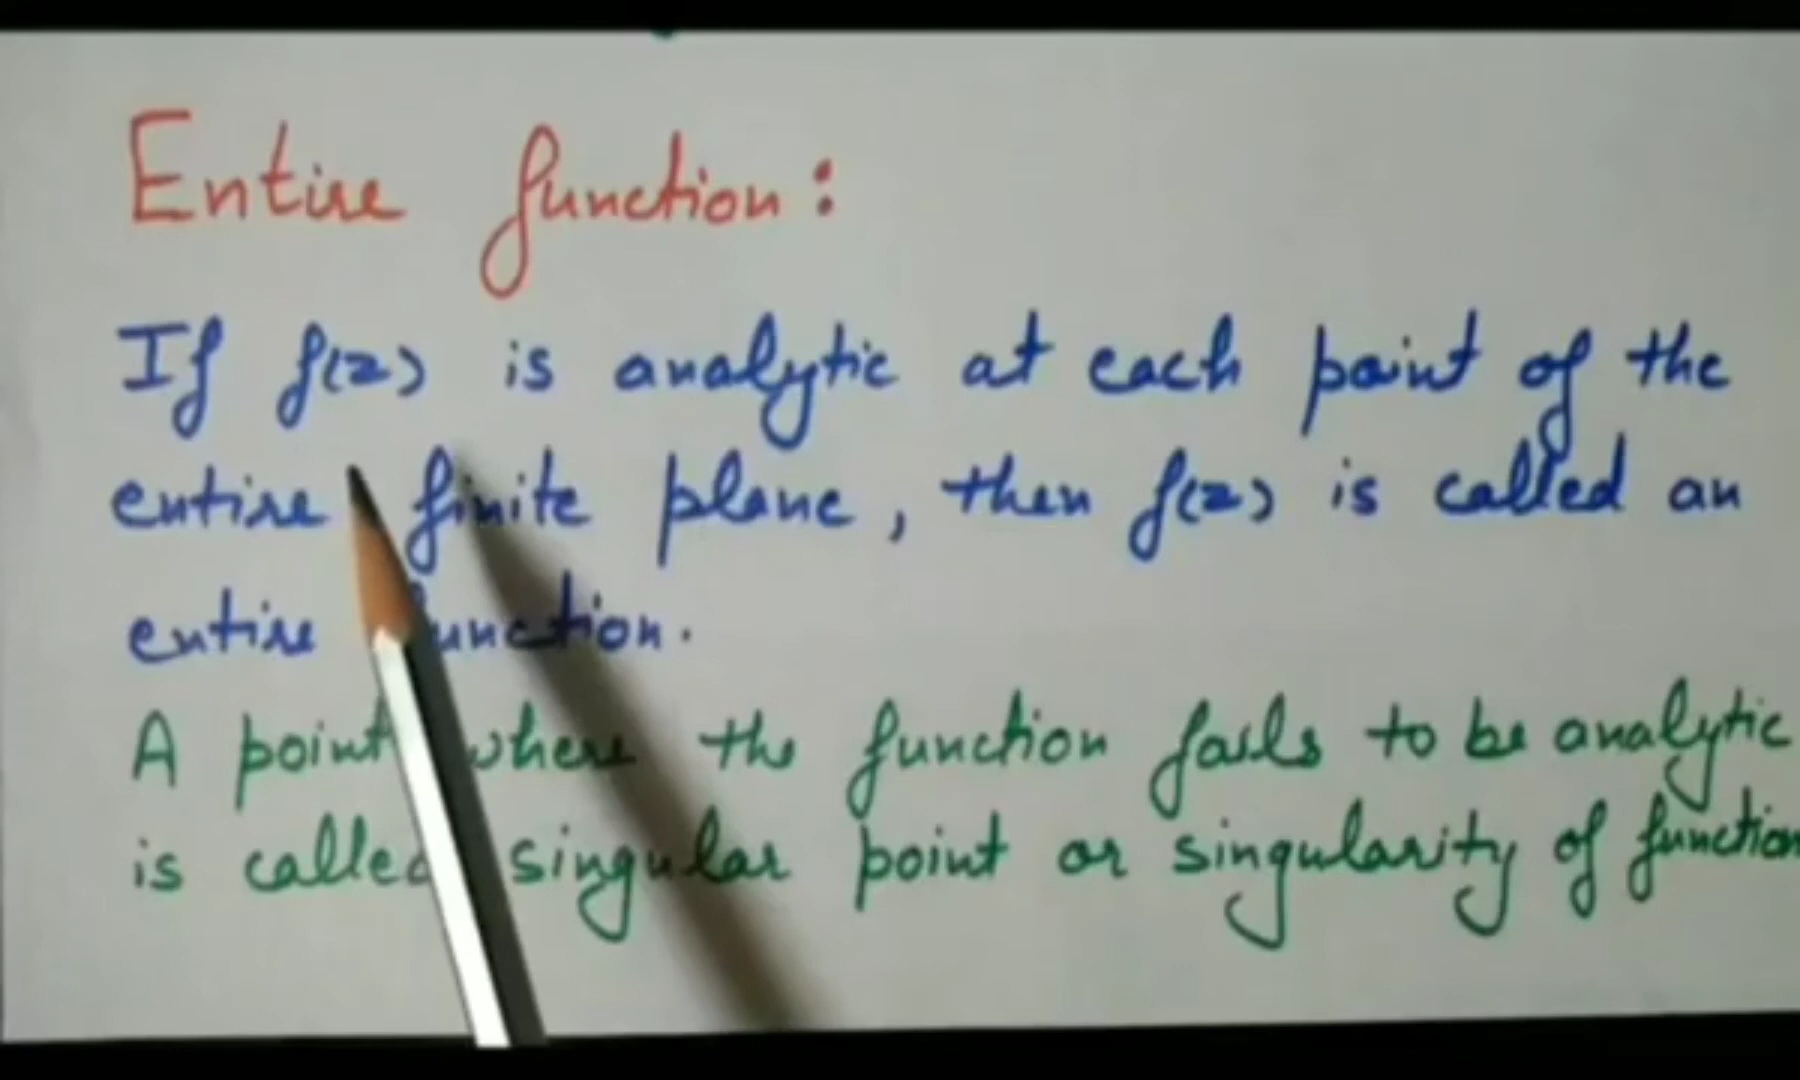 Entire function:
If f(z) is analytic at each point of the
entire finite plane, then f(z) is called an
entire function.
A point where the function fails to be analytic
is called singular point or singularity of function